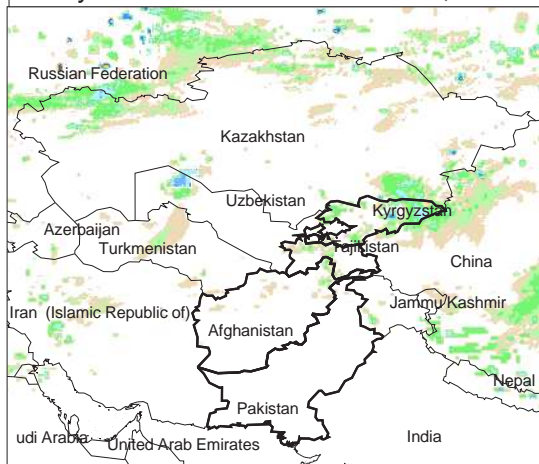 Russian Federation
Kazakhstan
Uzbekistan
Kyrgyzstan
Azerbaijan
Turkmenistan
Tajikistan
China
Iran (Islamic Republic of)
Jammu Kashmir
Afghanistan
Nepal
Pakistan
udi Arabia
United Arab Emirates
India